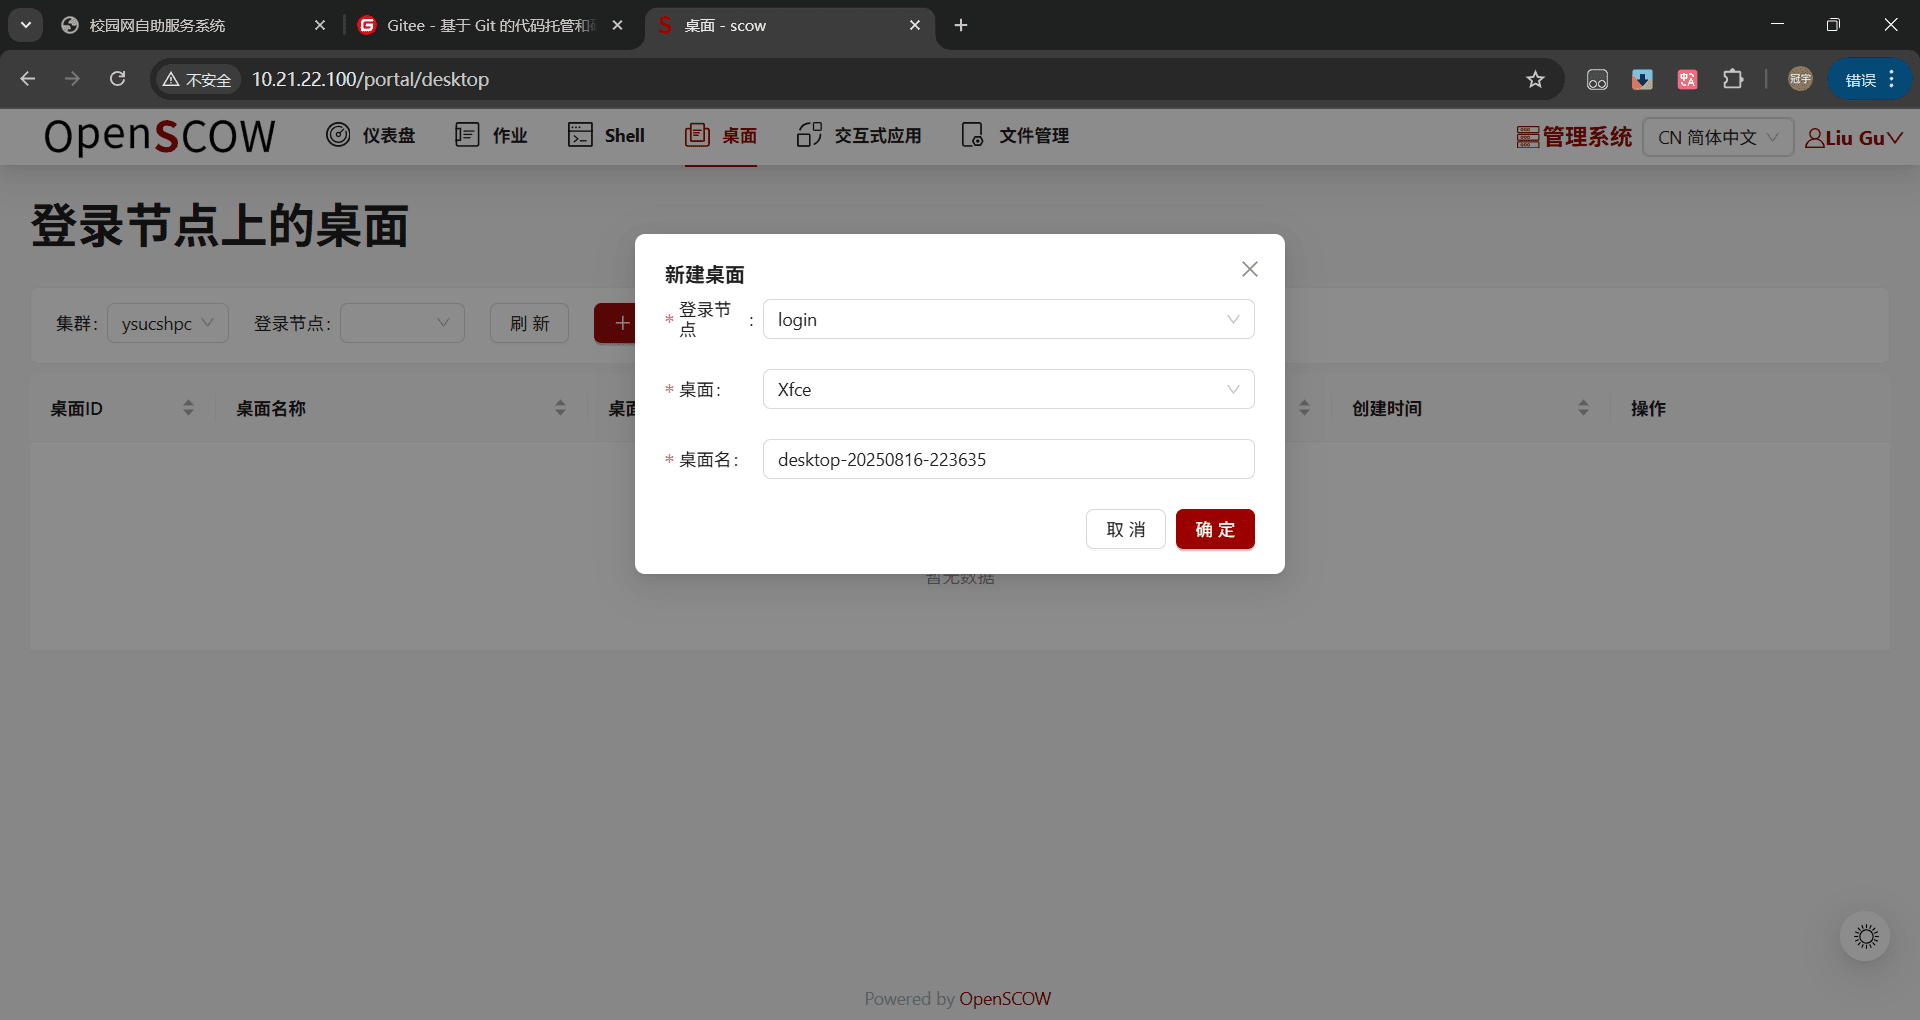 校园网自助服务系统
Gitee - 基于 Git 的代码托管和
桌面 - scow
不安全
10.21.22.100/portal/desktop
冠宇
错误
OpenSCOW
仪表盘
作业
Shell
桌面
交互式应用
文件管理
管理系统
CN 简体中文
Liu Gu
登录节点上的桌面
集群:
ysucshpc
登录节点:
刷 新
桌面ID
桌面名称
桌面
创建时间
操作
新建桌面
* 登录节点 :
login
* 桌面:
Xfce
* 桌面名:
desktop-20250816-223635
取 消
确 定
暂无数据
Powered by OpenSCOW